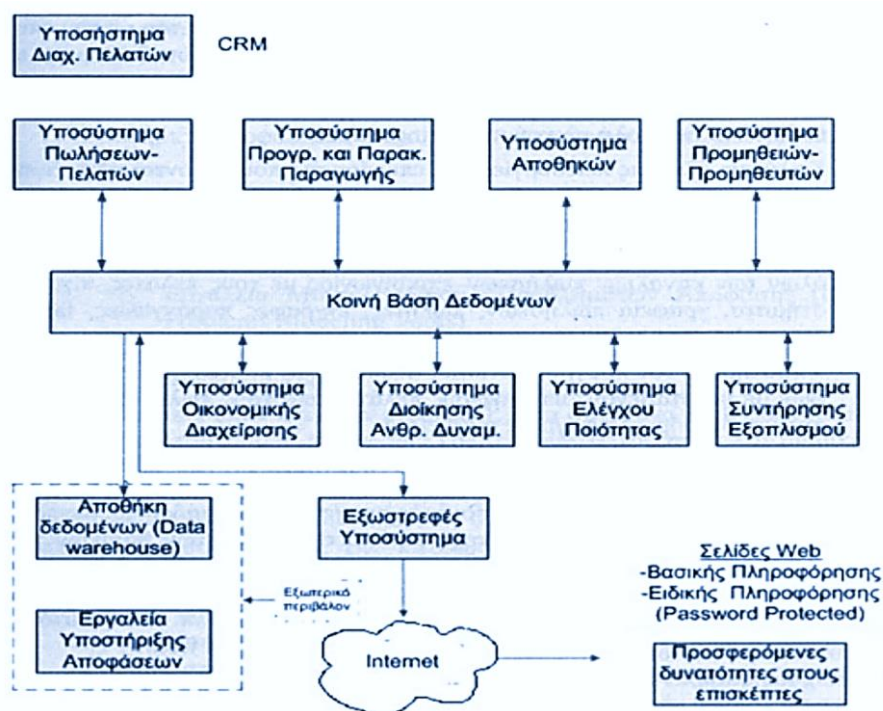 Υποσήστημα
Διαχ. Πελατών
CRM
Υποσύστημα
Πωλήσεων-
Πελατών
Υποσύστημα
Προγρ. και Παρακ.
Παραγωγής
Υποσύστημα
Αποθηκών
Υποσύστημα
Προμηθειών-
Προμηθευτών
Κοινή Βάση Δεδομένων
Υποσύστημα
Οικονομικής
Διαχείρισης
Υποσύστημα
Διοίκησης
Ανθρ. Δυναμ.
Υποσύστημα
Ελέγχου
Ποιότητας
Υποσύστημα
Συντήρησης
Εξοπλισμού
Αποθήκη
δεδομένων (Data
warehouse)
Εξωστρεφές
Υποσύστημα
Εξωτερικό
περιβάλον
Εργαλεία
Υποστήριξης
Αποφάσεων
Internet
Σελίδες Web
-Βασικής Πληροφόρησης
-Ειδικής Πληροφόρησης
(Password Protected)
Προσφερόμενες
δυνατότητες στους
επισκέπτες